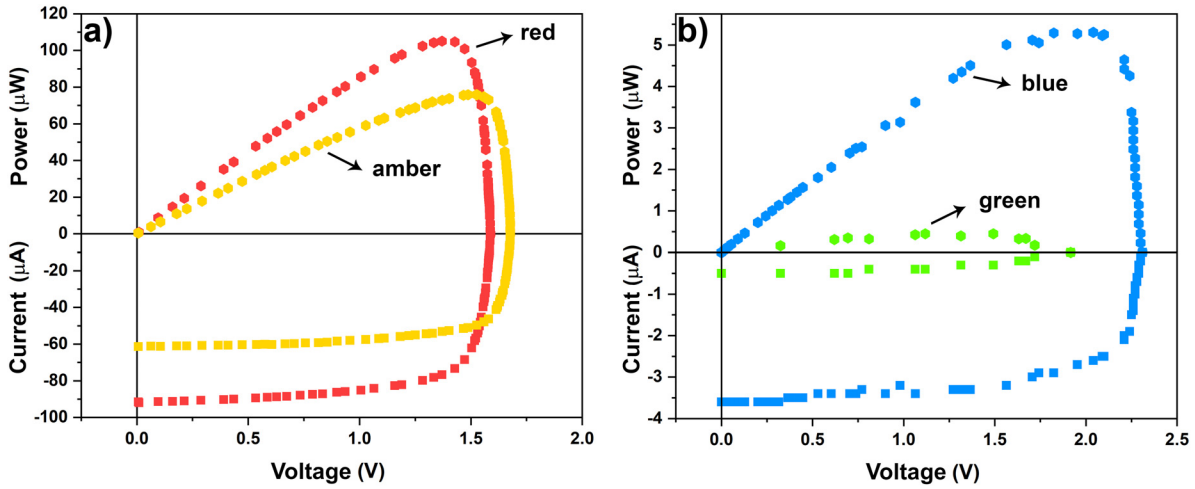 a)
red
amber
Power (μW)
Current (μA)
120
100
80
60
40
20
0
-20
-40
-60
-80
-100
0.0
0.5
1.0
1.5
2.0
Voltage (V)
b)
blue
green
Power (μW)
Current (μA)
5
4
3
2
1
0
-1
-2
-3
-4
0.0
0.5
1.0
1.5
2.0
2.5
Voltage (V)